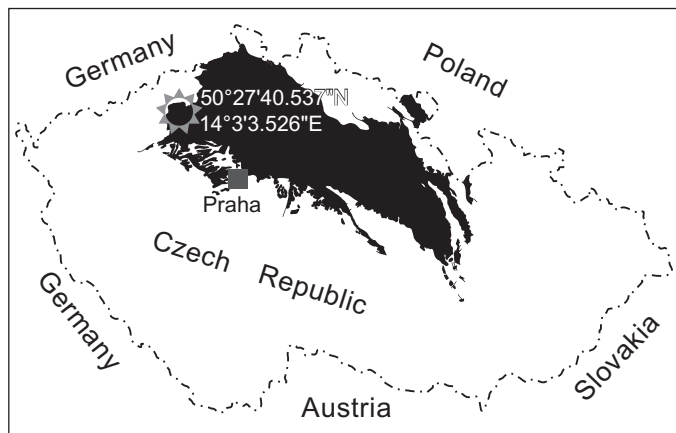 Germany
Poland
50°27'40.537"N
14°3'3.526"E
Praha
Czech Republic
Germany
Slovakia
Austria